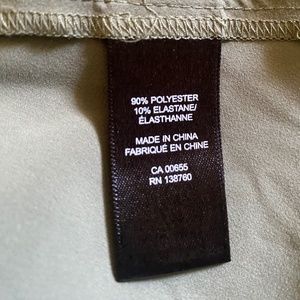 90% POLYESTER
10% ELASTANE/
ÉLASTHANNE
MADE IN CHINA
FABRIQUÉ EN CHINE
CA 00655
RN 138760